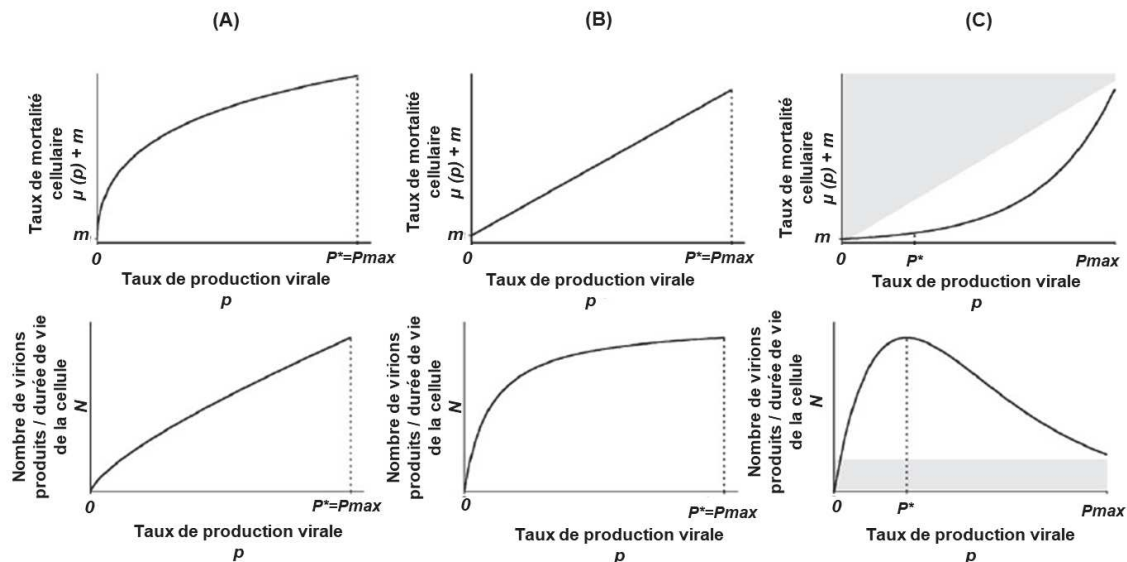 (A)
(B)
(C)
Taux de mortalité
cellulaire
μ (p) + m
m
0
P*=Pmax
Taux de production virale
p
Taux de mortalité
cellulaire
μ (p) + m
m
0
P*=Pmax
Taux de production virale
p
Taux de mortalité
cellulaire
μ (p) + m
m
0
P*
Pmax
Taux de production virale
p
Nombre de virions
produits / durée de vie
de la cellule
N
0
P*=Pmax
Taux de production virale
p
Nombre de virions
produits / durée de vie
de la cellule
N
0
P*=Pmax
Taux de production virale
p
Nombre de virions
produits / durée de vie
de la cellule
N
0
P*
Pmax
Taux de production virale
p